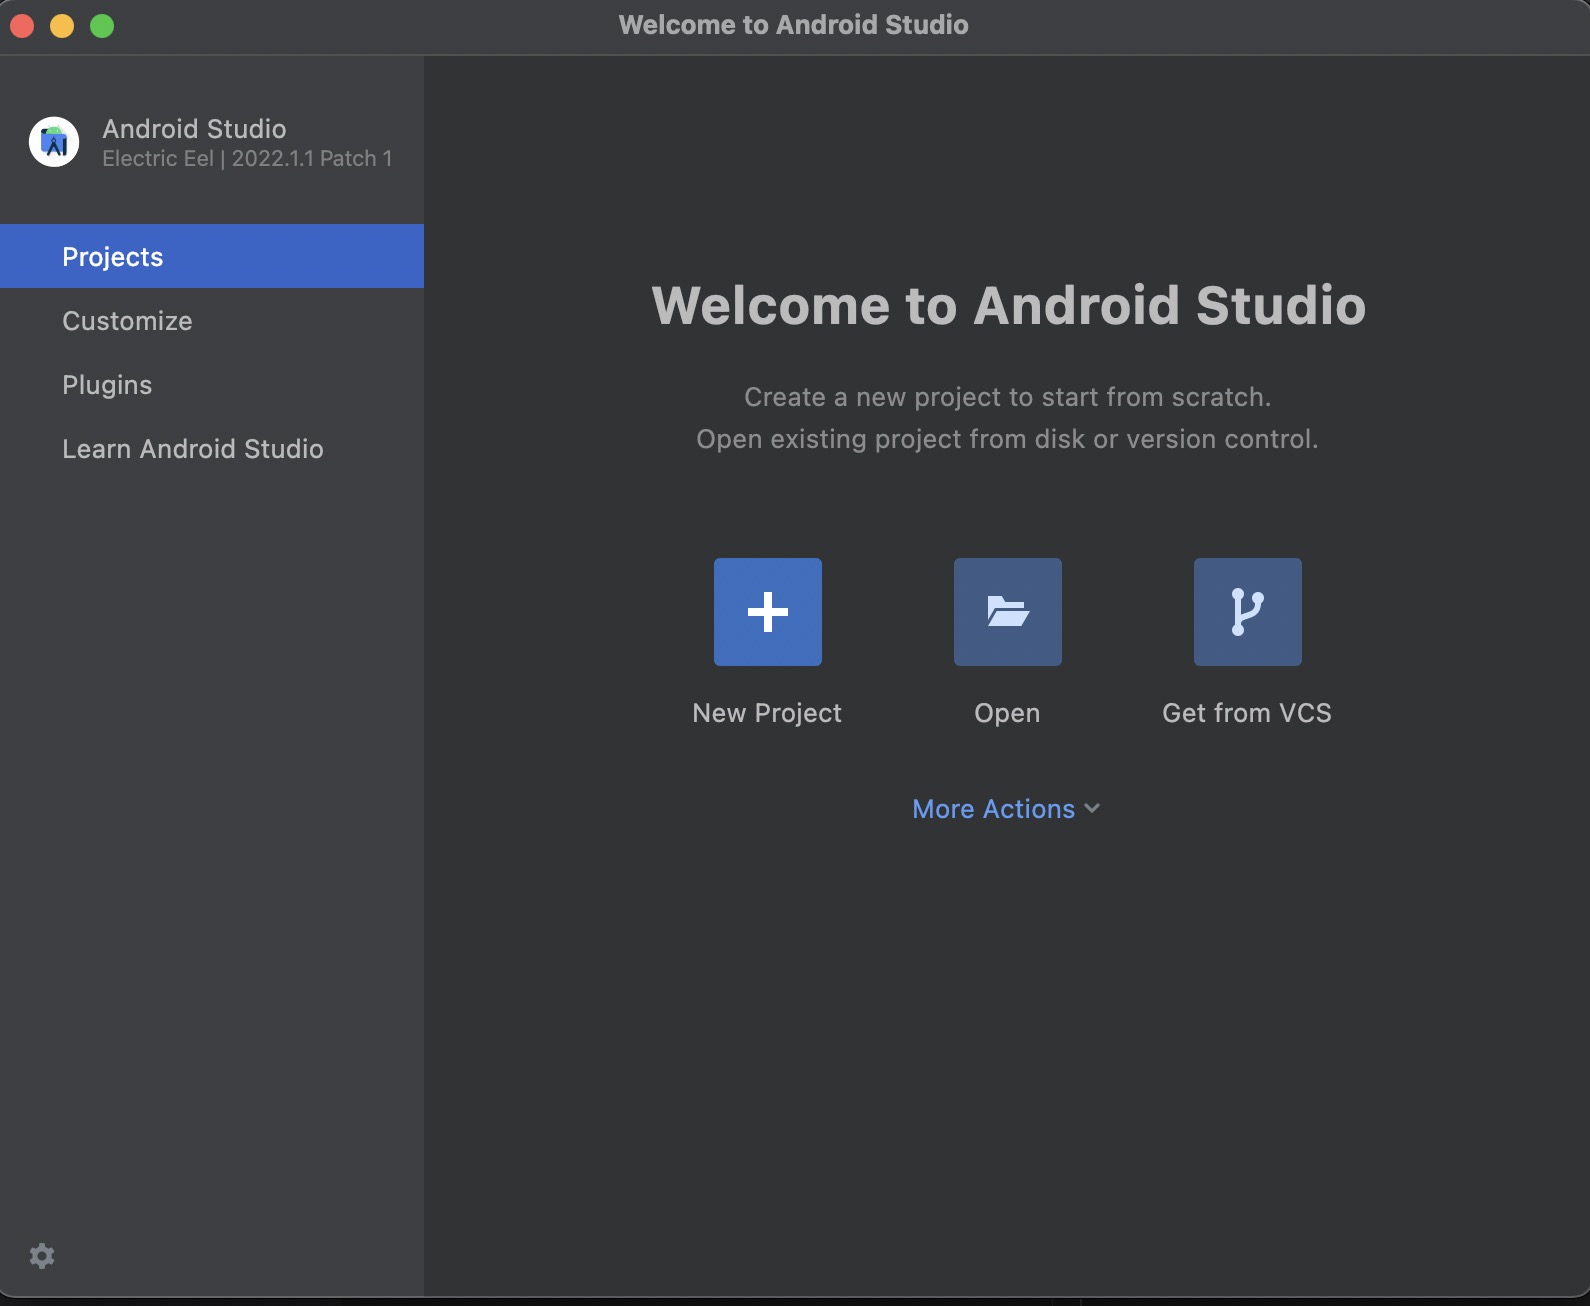 Welcome to Android Studio
Android Studio
Electric Eel | 2022.1.1 Patch 1
Projects
Customize
Plugins
Learn Android Studio
Welcome to Android Studio
Create a new project to start from scratch.
Open existing project from disk or version control.
New Project
Open
Get from VCS
More Actions